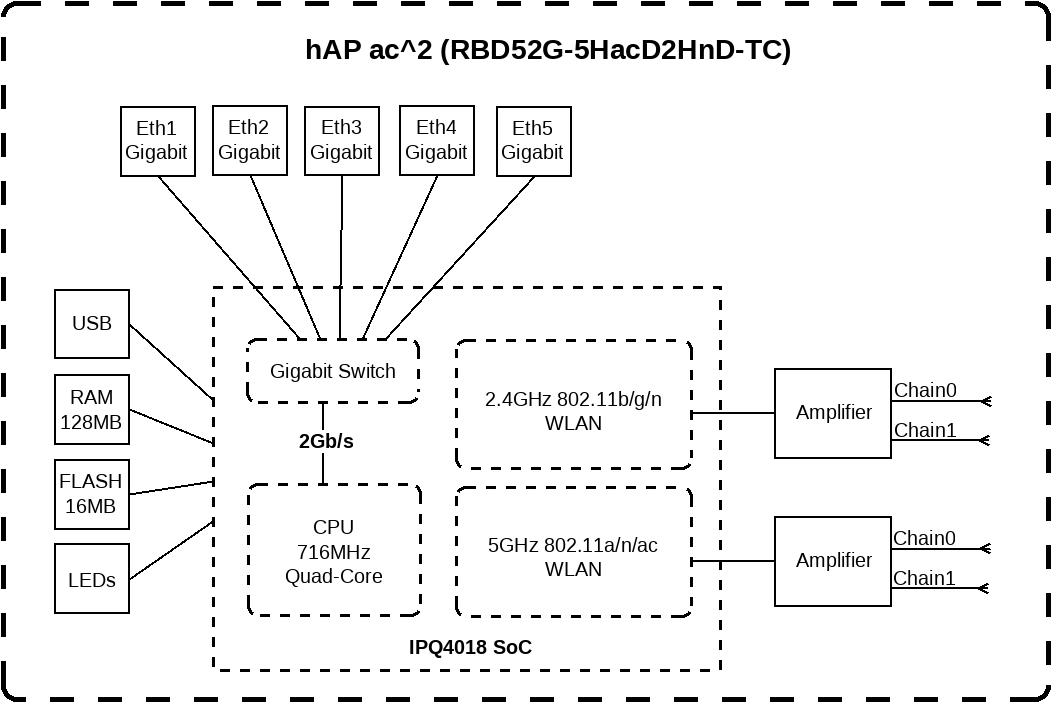 hAP ac^2 (RBD52G-5HacD2HnD-TC)
Eth1
Gigabit
Eth2
Gigabit
Eth3
Gigabit
Eth4
Gigabit
Eth5
Gigabit
USB
RAM
128MB
FLASH
16MB
LEDs
Gigabit Switch
2Gb/s
CPU
716MHz
Quad-Core
2.4GHz 802.11b/g/n
WLAN
5GHz 802.11a/n/ac
WLAN
IPQ4018 SoC
Amplifier
Chain0
Chain1
Amplifier
Chain0
Chain1